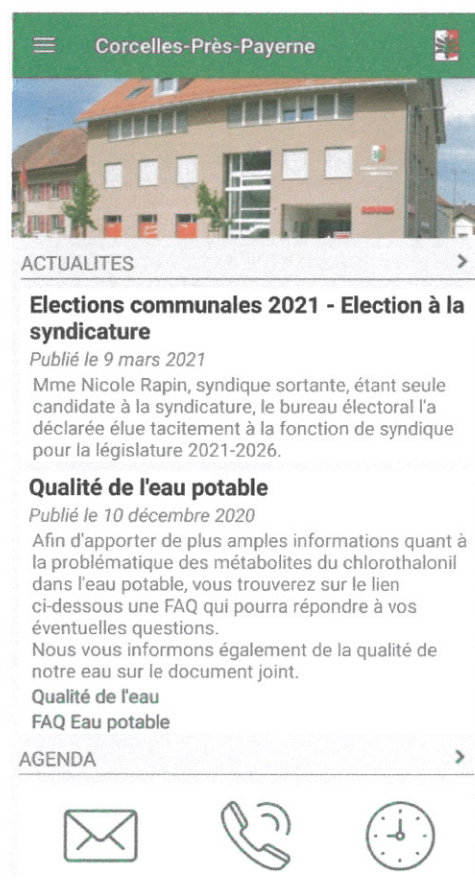 Corcelles-Près-Payerne
ACTUALITES
Elections communales 2021 - Election à la
syndicature
Publié le 9 mars 2021
Mme Nicole Rapin, syndique sortante, étant seule
candidate à la syndicature, le bureau électoral l'a
déclarée élue tacitement à la fonction de syndique
pour la législature 2021-2026.
Qualité de l'eau potable
Publié le 10 décembre 2020
Afin d'apporter de plus amples informations quant à
la problématique des métabolites du chlorothalonil
dans l'eau potable, vous trouverez sur le lien
ci-dessous une FAQ qui pourra répondre à vos
éventuelles questions.
Nous vous informons également de la qualité de
notre eau sur le document joint.
Qualité de l'eau
FAQ Eau potable
AGENDA